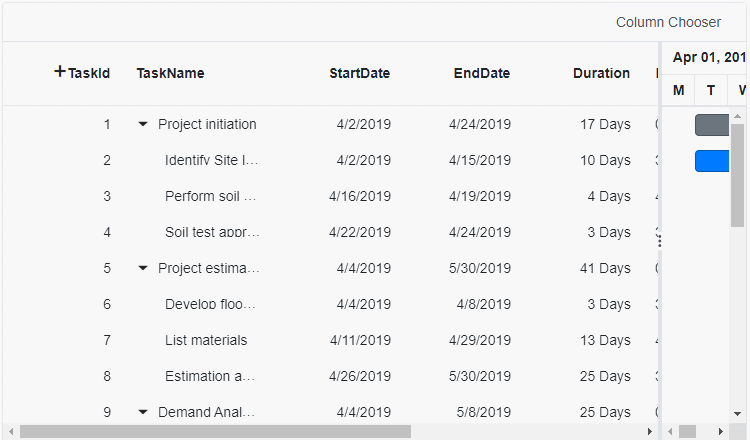 Column Chooser
+TaskId TaskName StartDate EndDate Duration Apr 01, 201
M T W
1 Project initiation 4/2/2019 4/24/2019 17 Days
2 Identify Site l... 4/2/2019 4/15/2019 10 Days
3 Perform soil ... 4/16/2019 4/19/2019 4 Days
4 Soil test appr... 4/22/2019 4/24/2019 3 Days
5 Project estima... 4/4/2019 5/30/2019 41 Days
6 Develop floo... 4/4/2019 4/8/2019 3 Days
7 List materials 4/11/2019 4/29/2019 13 Days
8 Estimation a... 4/26/2019 5/30/2019 25 Days
9 Demand Anal... 4/4/2019 5/8/2019 25 Days